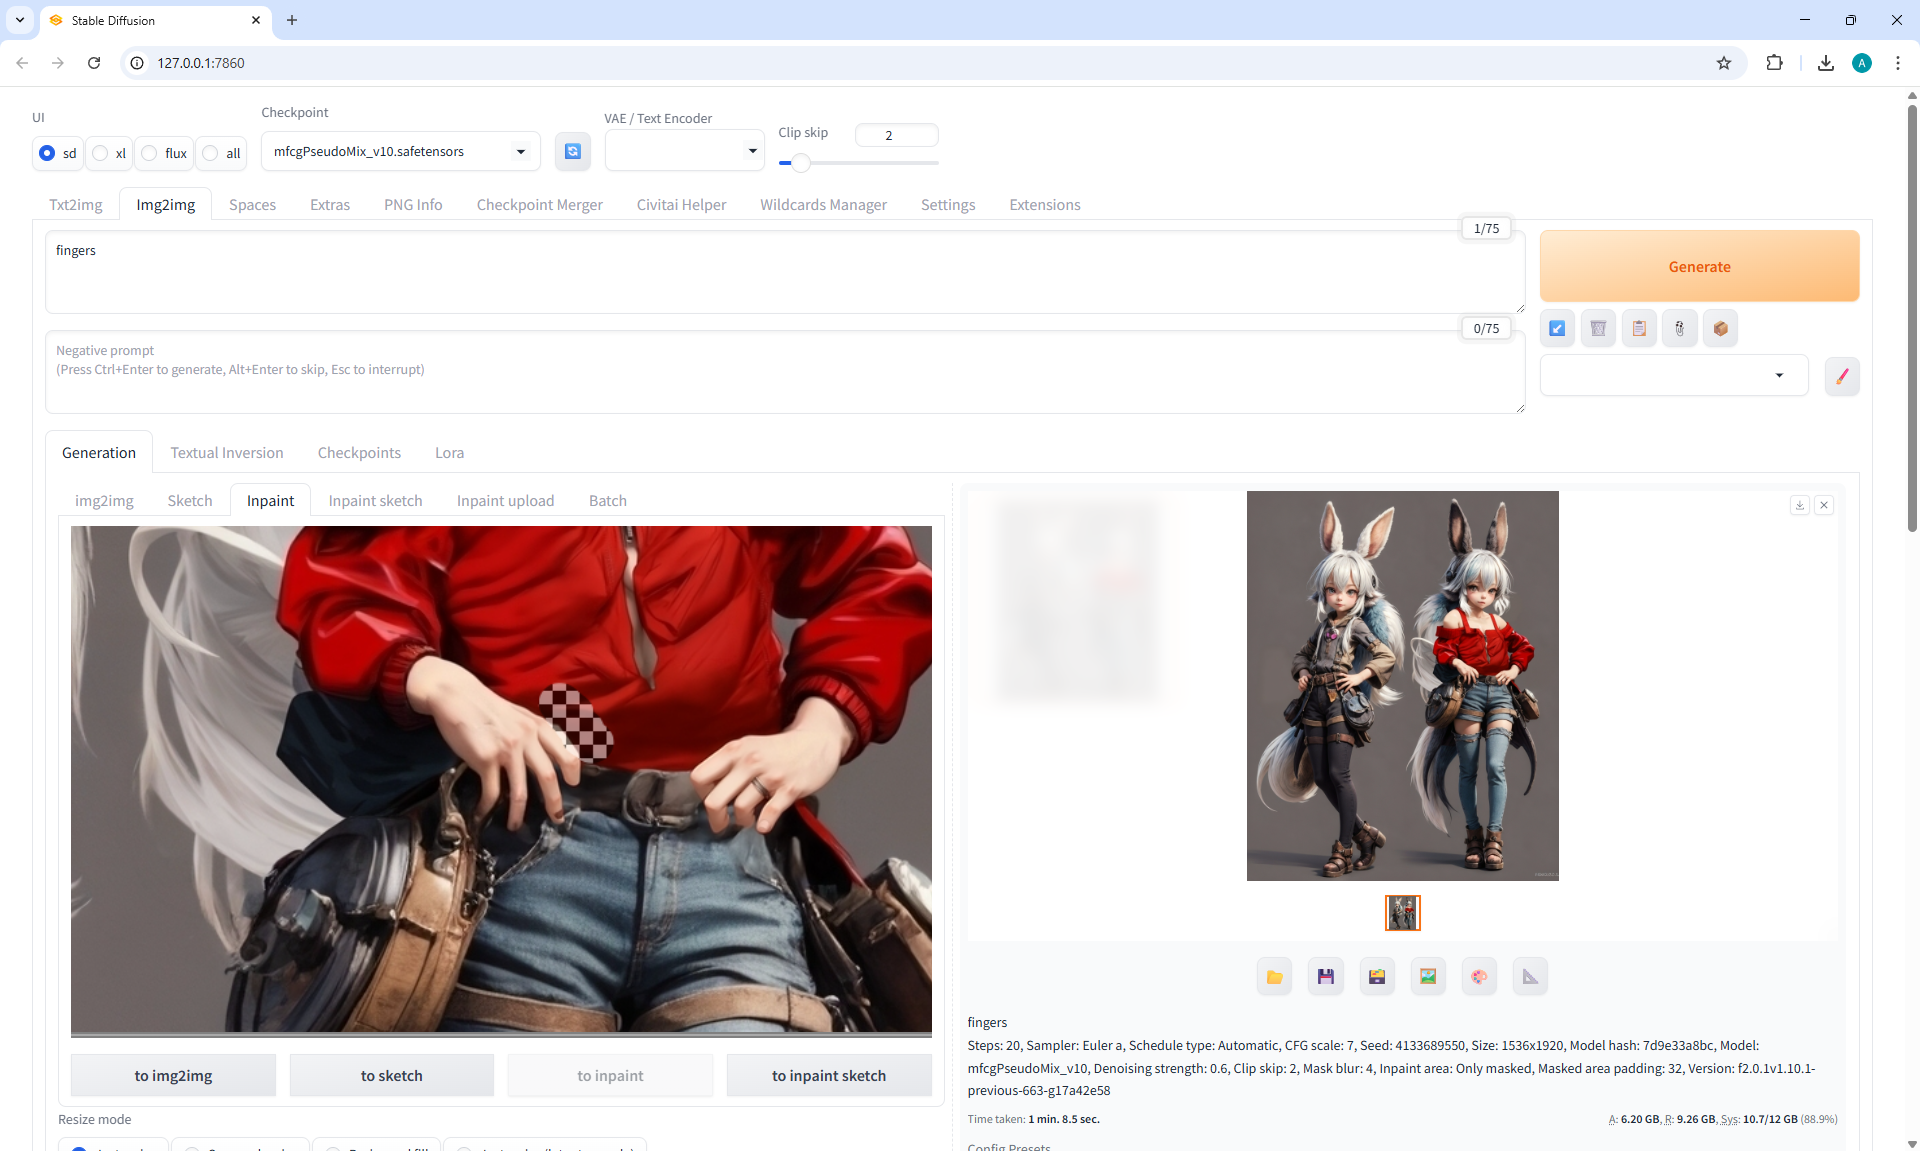 Stable Diffusion
127.0.0.1:7860
A
UI
Checkpoint
VAE / Text Encoder
Clip skip
2
sd
xl
flux
all
mfcgPseudoMix_v10.safetensors
Txt2img
Img2img
Spaces
Extras
PNG Info
Checkpoint Merger
Civitai Helper
Wildcards Manager
Settings
Extensions
1/75
fingers
Generate
0/75
Negative prompt
(Press Ctrl+Enter to generate, Alt+Enter to skip, Esc to interrupt)
Generation
Textual Inversion
Checkpoints
Lora
img2img
Sketch
Inpaint
Inpaint sketch
Inpaint upload
Batch
to img2img
to sketch
to inpaint
to inpaint sketch
Resize mode
fingers
Steps: 20, Sampler: Euler a, Schedule type: Automatic, CFG scale: 7, Seed: 4133689550, Size: 1536x1920, Model hash: 7d9e33a8bc, Model:
mfcgPseudoMix_v10, Denoising strength: 0.6, Clip skip: 2, Mask blur: 4, Inpaint area: Only masked, Masked area padding: 32, Version: f2.0.1v1.10.1-
previous-663-g17a42e58
Time taken: 1 min. 8.5 sec.
A: 6.20 GB, R: 9.26 GB, Sys: 10.7/12 GB (88.9%)
Config Presets